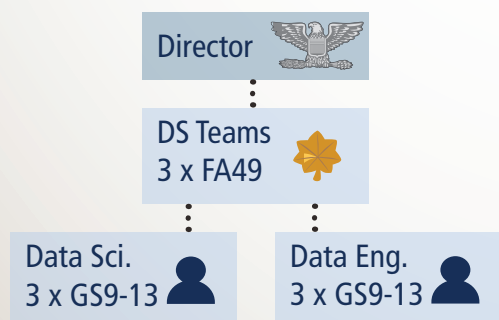 Director
DS Teams
3 x FA49
Data Sci.
3 x GS9-13
Data Eng.
3 x GS9-13